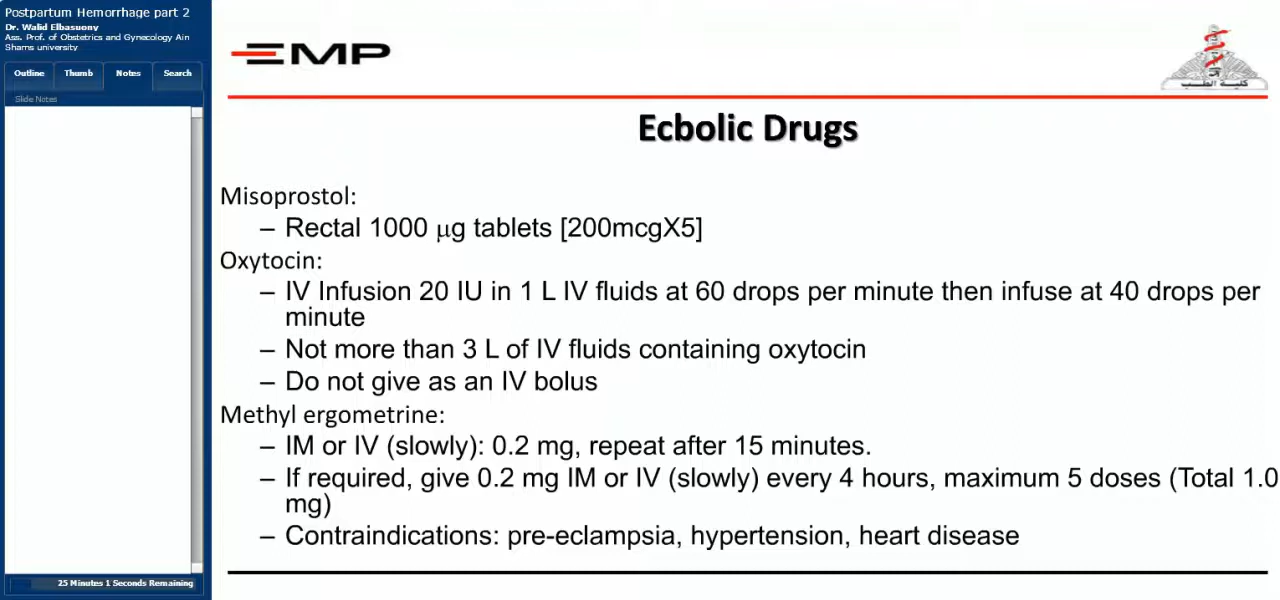 Postpartum Hemorrhage part 2
Dr. Walid Elbasuony
Ass. Prof. of Obstetrics and Gynecology Ain
Shams university
Outline Thumb Notes Search
Slide Notes
EMP
كلية الطب
Ecbolic Drugs
Misoprostol:
– Rectal 1000 µg tablets [200mcgX5]
Oxytocin:
– IV Infusion 20 IU in 1 L IV fluids at 60 drops per minute then infuse at 40 drops per
minute
– Not more than 3 L of IV fluids containing oxytocin
– Do not give as an IV bolus
Methyl ergometrine:
– IM or IV (slowly): 0.2 mg, repeat after 15 minutes.
– If required, give 0.2 mg IM or IV (slowly) every 4 hours, maximum 5 doses (Total 1.0
mg)
– Contraindications: pre-eclampsia, hypertension, heart disease
25 Minutes 1 Seconds Remaining